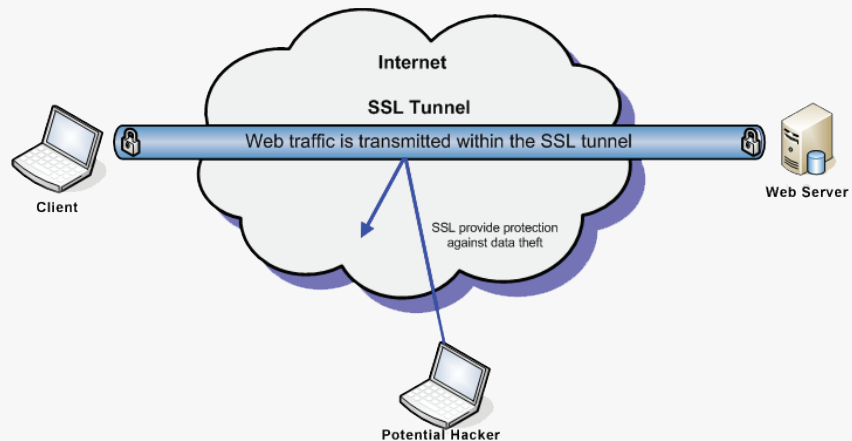 Internet
SSL Tunnel
Web traffic is transmitted within the SSL tunnel
Client
Web Server
SSL provide protection
against data theft
Potential Hacker